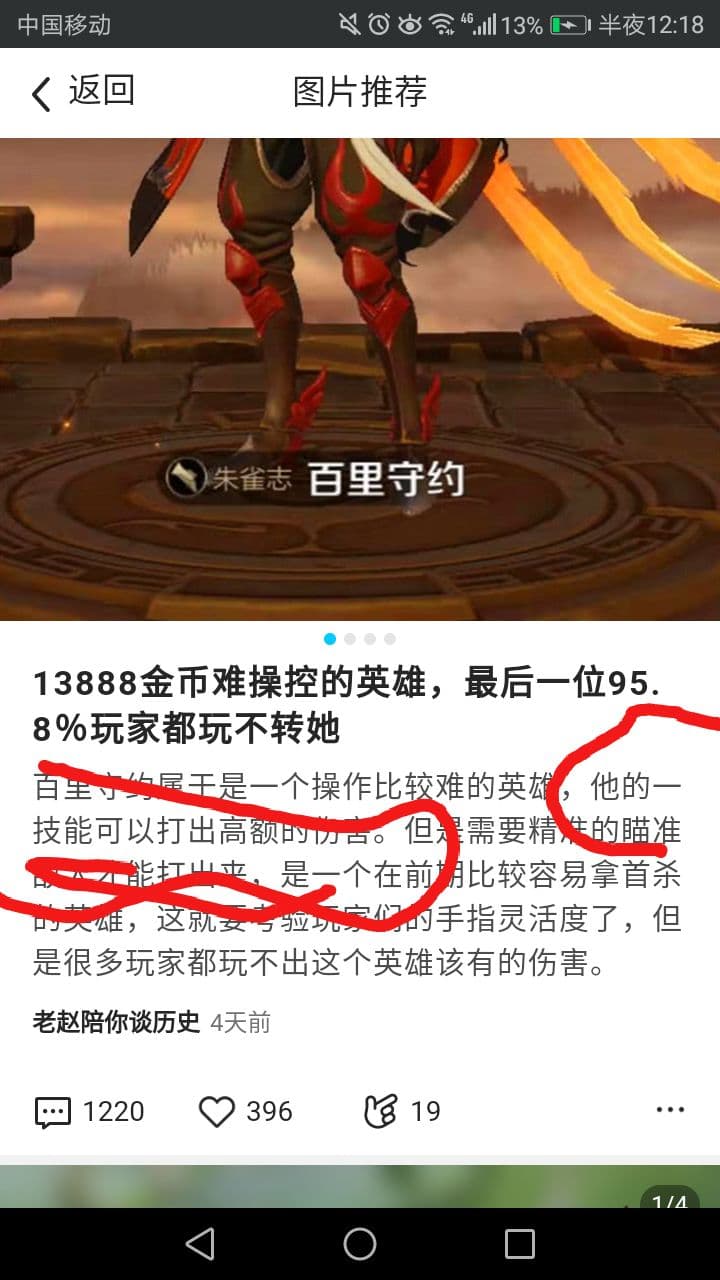 中国移动 4G 13% 半夜12:18
返回 图片推荐
朱雀志 百里守约
13888金币难操控的英雄，最后一位95.
8%玩家都玩不转她
百里守约属于是一个操作比较难的英雄，他的一
技能可以打出高额的伤害。但是需要精准的瞄准
敌人才能打出来，是一个在前期比较容易拿首杀
的英雄，这就要考验玩家们的手指灵活度了，但
是很多玩家都玩不出这个英雄该有的伤害。
老赵陪你谈历史 4天前
1220 396 19
1/4